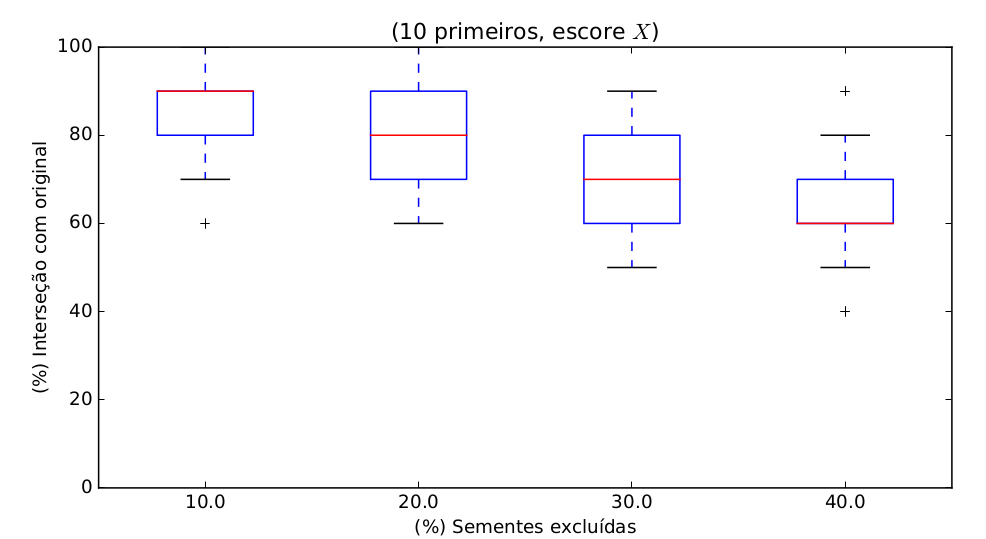 (10 primeiros, escore X)
100
80
60
40
20
0
(%) Interseção com original
10.0 20.0 30.0 40.0
(%) Sementes excluídas